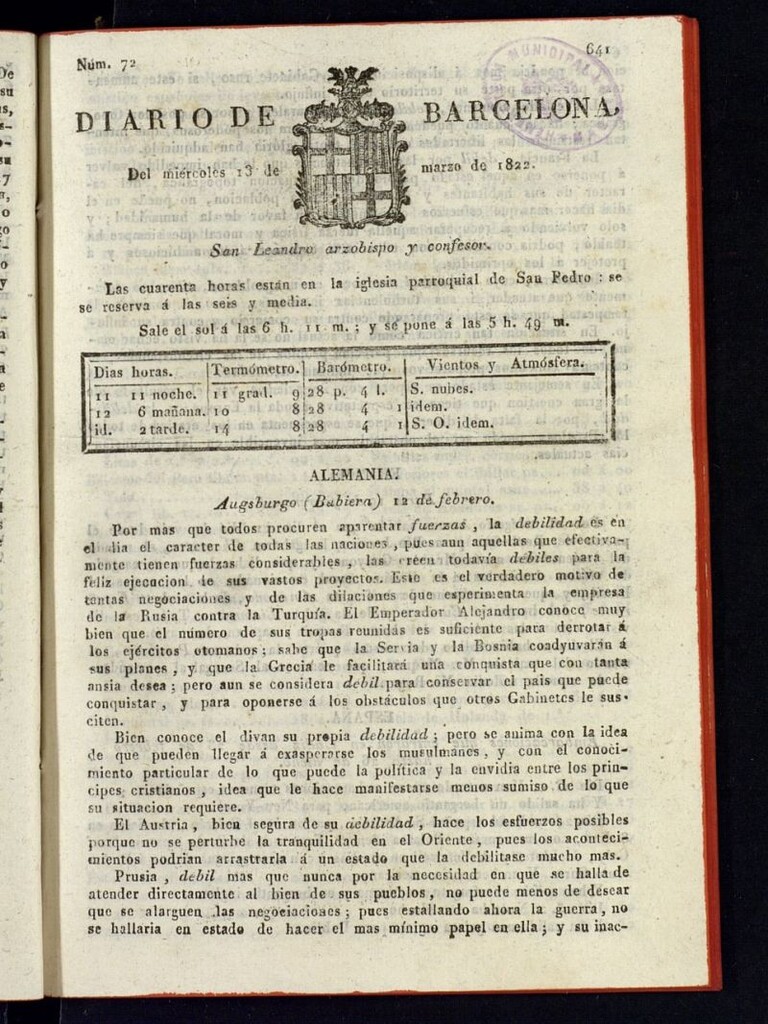 Núm. 72
641
DIARIO DE BARCELONA,
Del miércoles 13 de marzo de 1822.
San Leandro arzobispo y confesor.
Las cuarenta horas están en la iglesia parroquial de San Pedro : se
se reserva á las seis y media.
Sale el sol á las 6 h. 11 m. ; y se pone á las 5 h. 49 m.
Dias horas. Termómetro. Barómetro. Vientos y Atmósfera.
11 11 noche. 11 grad. 9 28 p. 4 l. S. nubes.
12 6 mañana. 10 8 28 4 1 idem.
id. 2 tarde. 14 8 28 4 1 S. O. idem.
ALEMANIA.
Augsburgo (Babiera) 12 de febrero.
Por mas que todos procuren aparentar fuerzas , la debilidad es en
el dia el caracter de todas las naciones , pues aun aquellas que efectiva-
mente tienen fuerzas considerables , las creen todavía débiles para la
feliz ejecucion de sus vastos proyectos. Este es el verdadero motivo de
tantas negociaciones y de las dilaciones que esperimenta la empresa
de la Rusia contra la Turquía. El Emperador Alejandro conoce muy
bien que el número de sus tropas reunidas es suficiente para derrotar á
los ejércitos otomanos ; sabe que la Servia y la Bosnia coadyuvarán á
sus planes , y que la Grecia le facilitará una conquista que con tanta
ansia desea ; pero aun se considera debil para conservar el pais que puede
conquistar , y para oponerse á los obstáculos que otros Gabinetes le sus-
citen.
Bien conoce el divan su propia debilidad ; pero se anima con la idea
de que pueden llegar á exasperarse los musulmanes , y con el conoci-
miento particular de lo que puede la política y la envidia entre los prin-
cipes cristianos , idea que le hace manifestarse menos sumiso de lo que
su situacion requiere.
El Austria , bien segura de su debilidad , hace los esfuerzos posibles
porque no se perturbe la tranquilidad en el Oriente , pues los aconteci-
mientos podrian arrastrarla á un estado que la debilitase mucho mas.
Prusia , debil mas que nunca por la necesidad en que se halla de
atender directamente al bien de sus pueblos , no puede menos de desear
que se alarguen las negociaciones ; pues estallando ahora la guerra , no
se hallaria en estado de hacer el mas mínimo papel en ella ; y su inac-